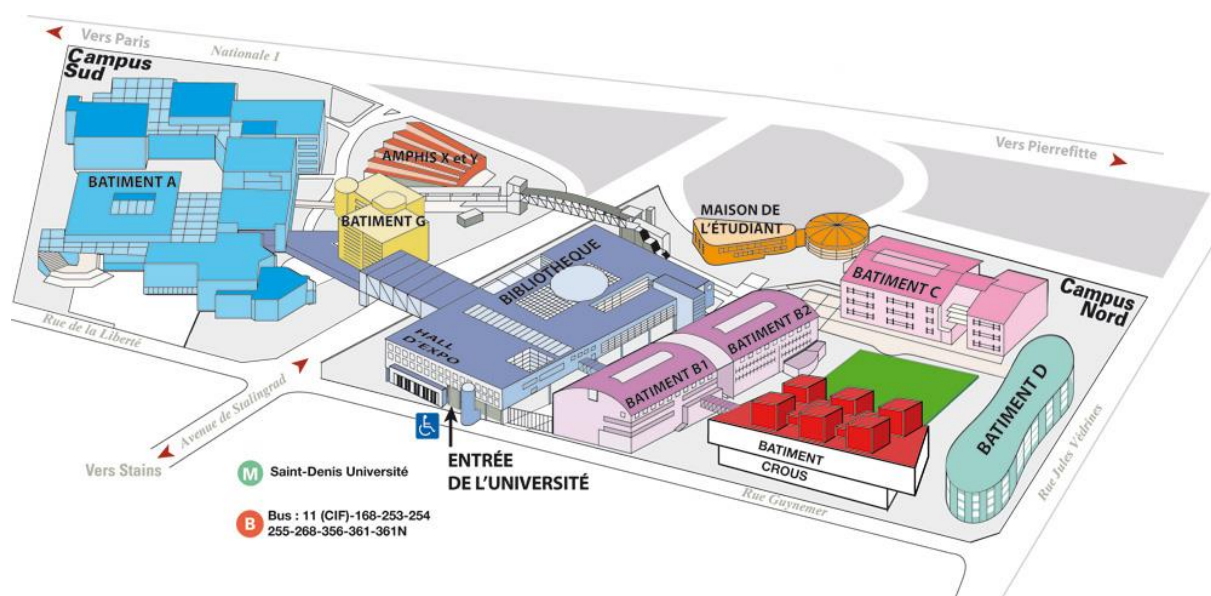 Vers Paris
Nationale 1
Campus
Sud
AMPHIS X et Y
Vers Pierrefitte
BATIMENT A
BATIMENT G
MAISON DE
L'ÉTUDIANT
BIBLIOTHEQUE
BATIMENT C
Campus
Nord
HALL
D'EXPO
BATIMENT B2
BATIMENT B1
BATIMENT D
Rue de la Liberté
Avenue de Stalingrad
Vers Stains
BATIMENT
CROUS
ENTRÉE
DE L'UNIVERSITÉ
Rue Guynemer
Rue Jules Védrines
M Saint-Denis Université
B Bus : 11 (CIF)-168-253-254
255-268-356-361-361N